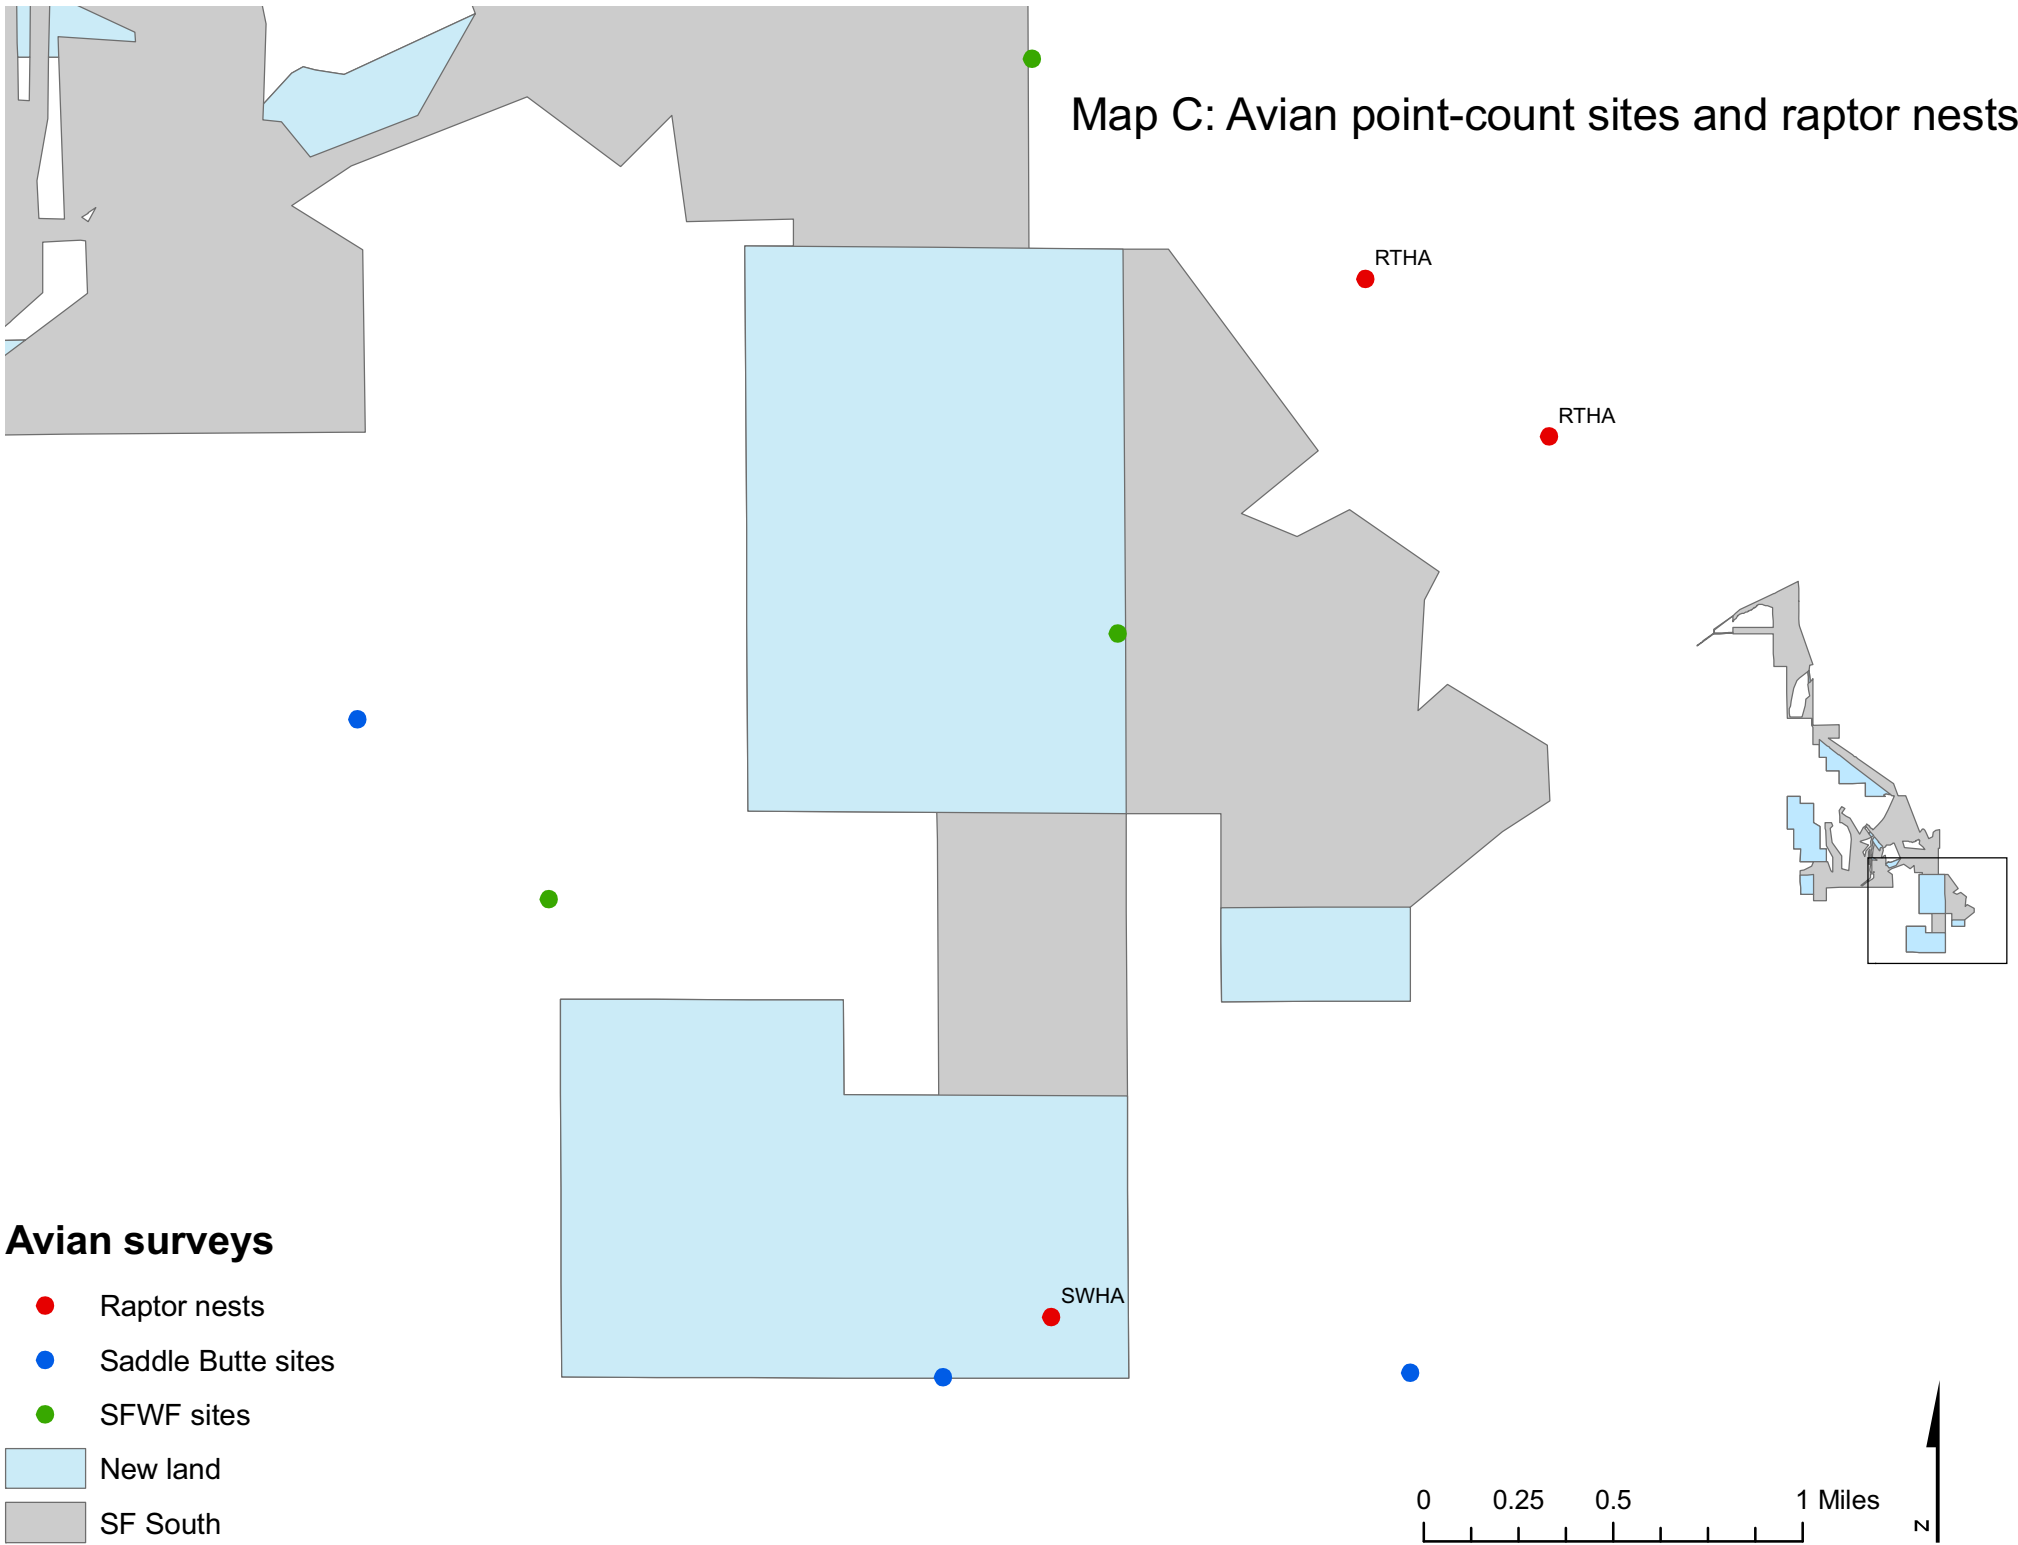 Map C: Avian point-count sites and raptor nests
RTHA
RTHA
SWHA
Avian surveys
Raptor nests
Saddle Butte sites
SFWF sites
New land
SF South
0 0.25 0.5 1 Miles
N